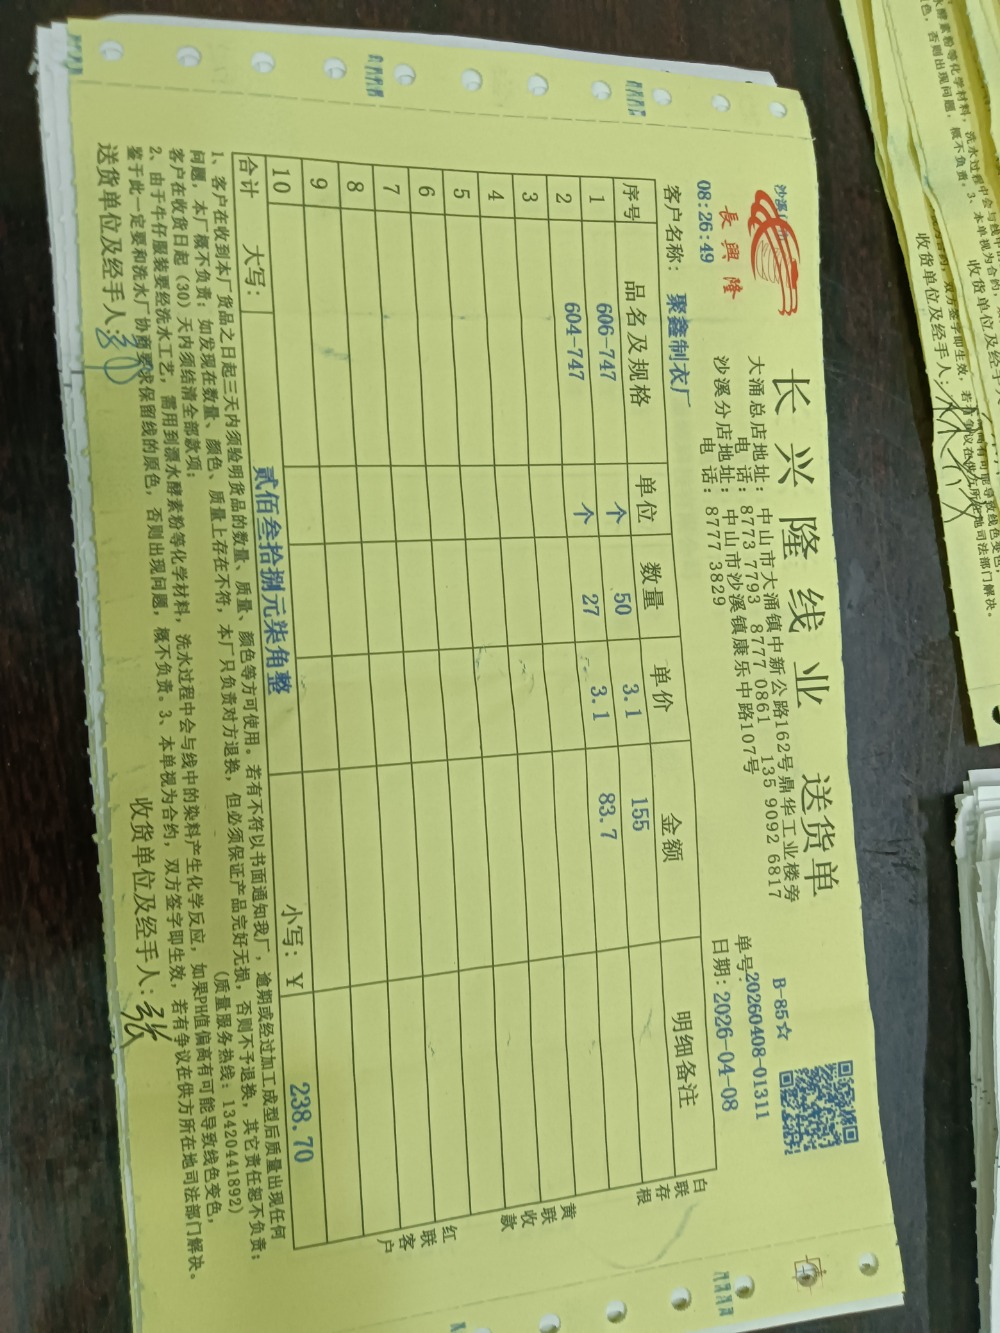 長興隆
长兴隆线业 送货单
B-85☆
大涌总店地址：中山市大涌镇中新公路162号鼎华工业楼旁
电 话：8773 7793 8777 0861 135 9092 6817
沙溪分店地址：中山市沙溪镇康乐中路107号
电 话：8777 3829
单号:20260408-01311
08:26:49
日期:2026-04-08
客户名称：聚鑫制衣厂
序号 品名及规格 单位 数量 单价 金额 明细备注
1 606-747 个 50 3.1 155
2 604-747 个 27 3.1 83.7
3
4
5
6
7
8
9
10
合计 大写： 贰佰叁拾捌元柒角整 小写：Y 238.70
白联存根
黄联收款
红联客户
1、客户在收到本厂货品之日起三天内须验明货品的数量、质量、颜色等方可使用。若有不符以书面通知我厂，逾期或经过加工成型后质量出现任何
问题，本厂概不负责；如发现在数量、颜色、质量上存在不符，本厂只负责对方退换，但必须保证产品完好无损，否则不予退换，其它责任恕不负责；
客户在收货日起（30）天内须结清全部款项；
（质量服务热线：13420441892）
2、由于牛仔服装要经洗水工艺，需用到漂水酵素粉等化学材料，洗水过程中会与线中的染料产生化学反应，如果PH值偏高有可能导致线色变色，
鉴于此一定要和洗水厂协商要求保留线的原色，否则出现问题，概不负责。3、本单视为合约，双方签字即生效，若有争议在供方所在地司法部门解决。
送货单位及经手人：
收货单位及经手人：张
收货单位及经手人：